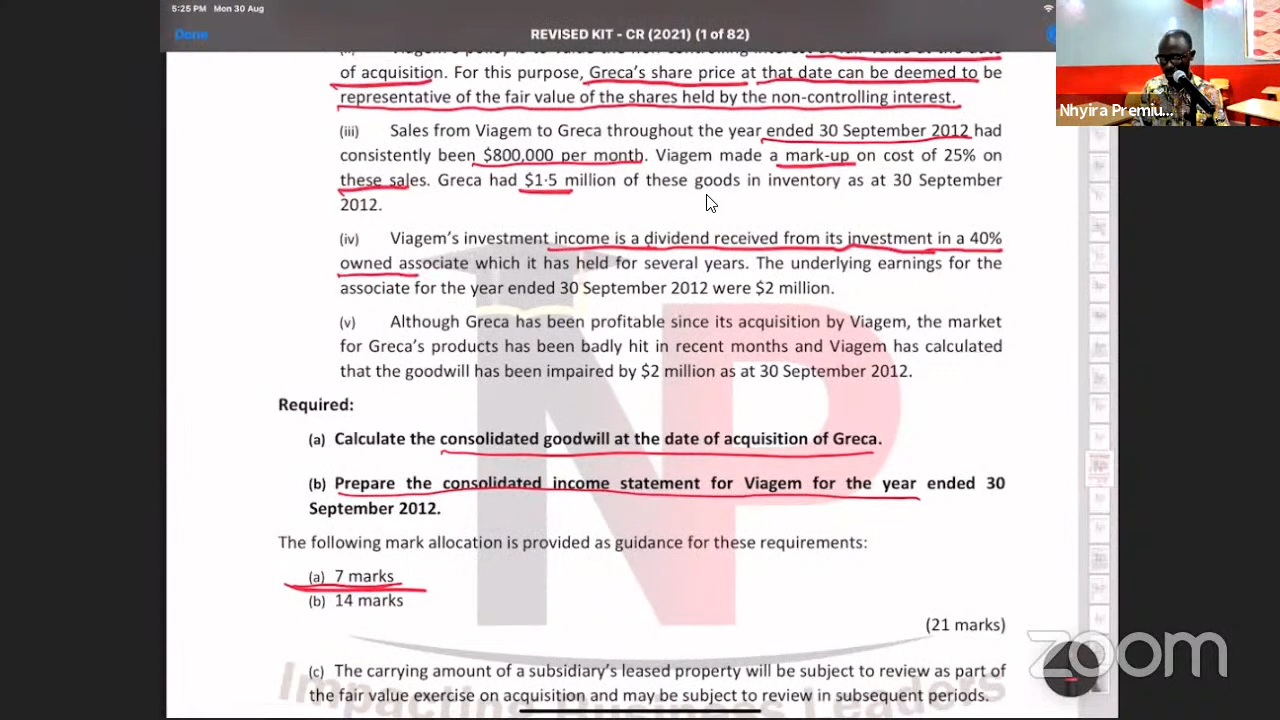 5:25 PM Mon 30 Aug
Done
REVISED KIT - CR (2021) (1 of 82)
Nhyira Premiu...
of acquisition. For this purpose, Greca's share price at that date can be deemed to be
representative of the fair value of the shares held by the non-controlling interest.
(iii) Sales from Viagem to Greca throughout the year ended 30 September 2012 had
consistently been $800,000 per month. Viagem made a mark-up on cost of 25% on
these sales. Greca had $1·5 million of these goods in inventory as at 30 September
2012.
(iv) Viagem's investment income is a dividend received from its investment in a 40%
owned associate which it has held for several years. The underlying earnings for the
associate for the year ended 30 September 2012 were $2 million.
(v) Although Greca has been profitable since its acquisition by Viagem, the market
for Greca's products has been badly hit in recent months and Viagem has calculated
that the goodwill has been impaired by $2 million as at 30 September 2012.
Required:
(a) Calculate the consolidated goodwill at the date of acquisition of Greca.
(b) Prepare the consolidated income statement for Viagem for the year ended 30
September 2012.
The following mark allocation is provided as guidance for these requirements:
(a) 7 marks
(b) 14 marks
(21 marks)
zoom
(c) The carrying amount of a subsidiary's leased property will be subject to review as part of
the fair value exercise on acquisition and may be subject to review in subsequent periods.
NP